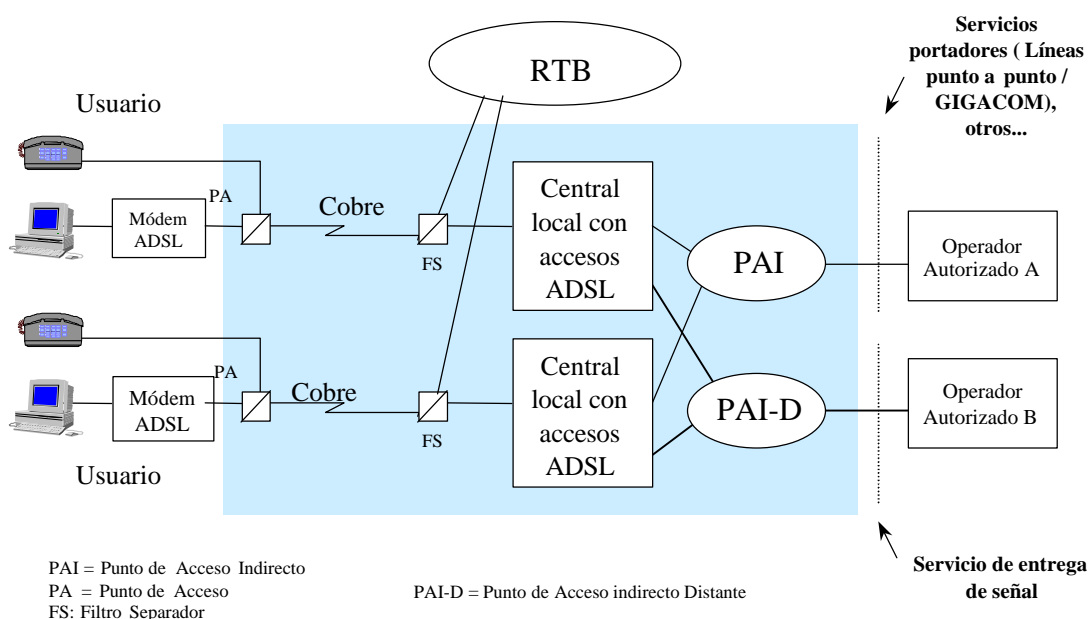 Servicios
portadores ( Líneas
punto a punto /
GIGACOM),
otros...
RTB
Usuario
PA
Módem
ADSL
Cobre
FS
Central
local con
accesos
ADSL
PAI
Operador
Autorizado A
PA
Módem
ADSL
Cobre
FS
Central
local con
accesos
ADSL
PAI-D
Operador
Autorizado B
Usuario
Servicio de entrega
de señal
PAI = Punto de Acceso Indirecto
PA = Punto de Acceso
FS: Filtro Separador
PAI-D = Punto de Acceso indirecto Distante